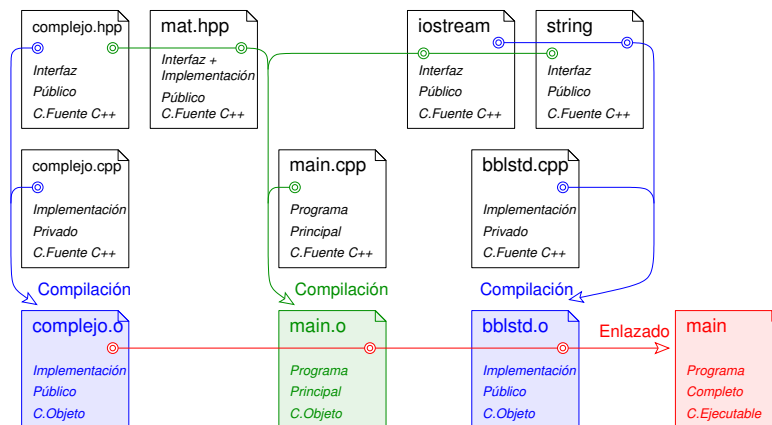 complejo.hpp
Interfaz
Público
C.Fuente C++
mat.hpp
Interfaz +
Implementación
Público
C.Fuente C++
iostream
Interfaz
Público
C.Fuente C++
string
Interfaz
Público
C.Fuente C++
complejo.cpp
Implementación
Privado
C.Fuente C++
main.cpp
Programa
Principal
C.Fuente C++
bblstd.cpp
Implementación
Privado
C.Fuente C++
Compilación
Compilación
Compilación
complejo.o
Implementación
Público
C.Objeto
main.o
Programa
Principal
C.Objeto
bblstd.o
Implementación
Público
C.Objeto
Enlazado
main
Programa
Completo
C.Ejecutable